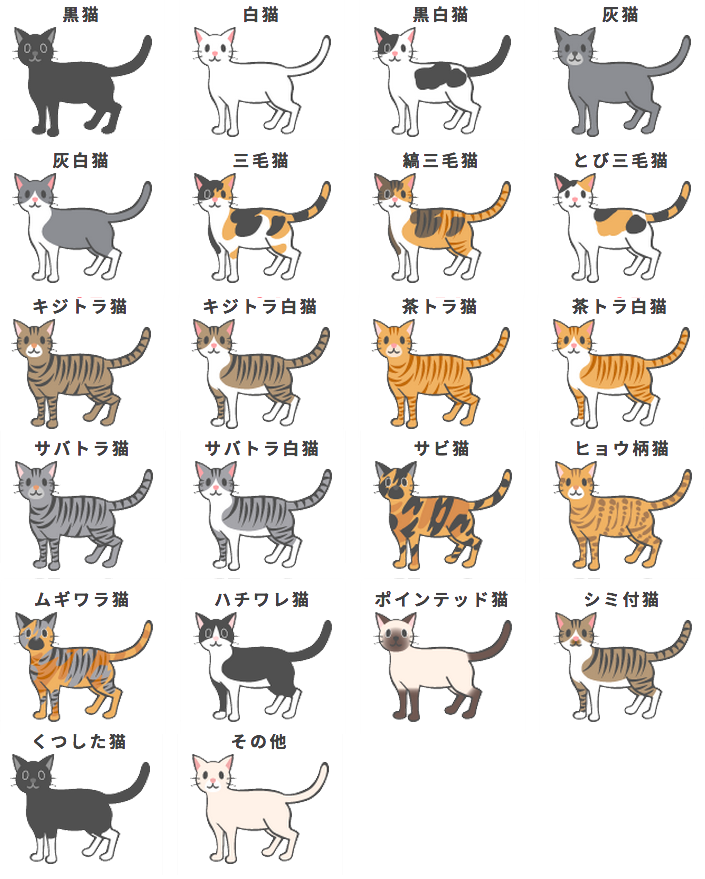 黒猫
白猫
黒白猫
灰猫
灰白猫
三毛猫
縞三毛猫
とび三毛猫
キジトラ猫
キジトラ白猫
茶トラ猫
茶トラ白猫
サバトラ猫
サバトラ白猫
サビ猫
ヒョウ柄猫
ムギワラ猫
ハチワレ猫
ポインテッド猫
シミ付猫
くつした猫
その他